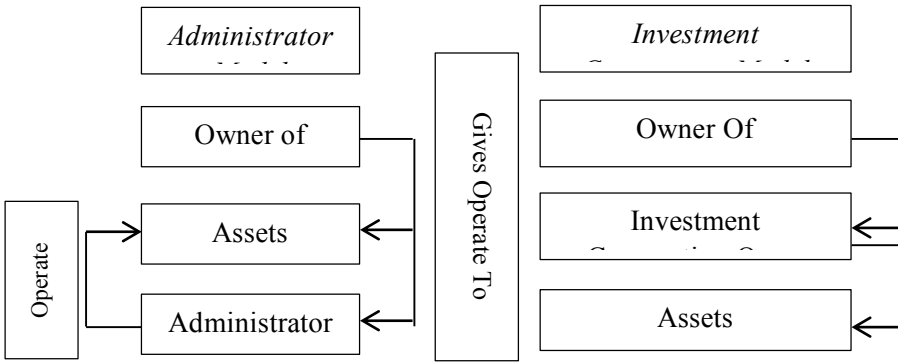 Administrator
Owner of
Assets
Administrator
Operate
Gives Operate To
Investment
Owner Of
Investment
Assets